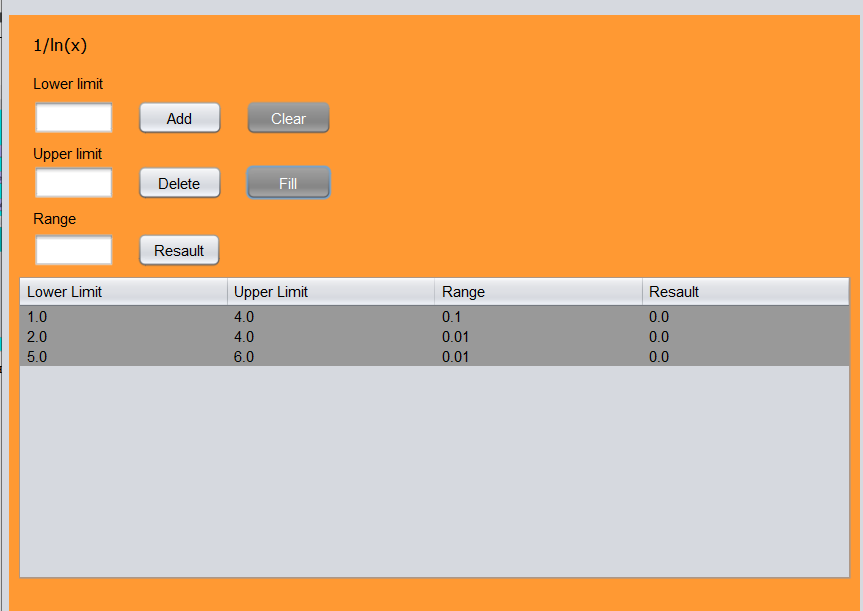 1/ln(x)
Lower limit
Add Clear
Upper limit
Delete Fill
Range
Resault
Lower Limit Upper Limit Range Resault
1.0 4.0 0.1 0.0
2.0 4.0 0.01 0.0
5.0 6.0 0.01 0.0